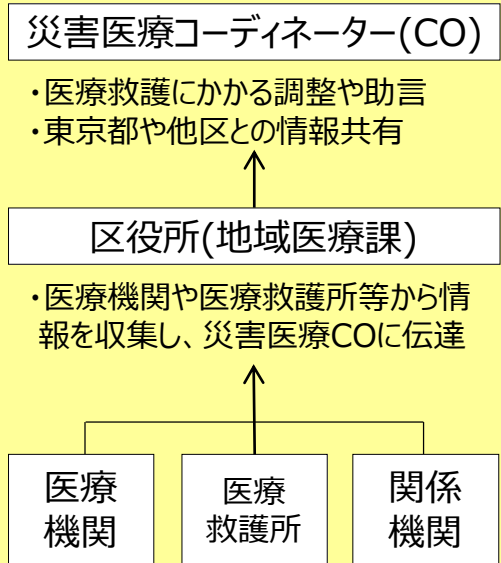 災害医療コーディネーター(CO)
・医療救護にかかる調整や助言
・東京都や他区との情報共有
区役所(地域医療課)
・医療機関や医療救護所等から情
報を収集し、災害医療COに伝達
医療
機関
医療
救護所
関係
機関